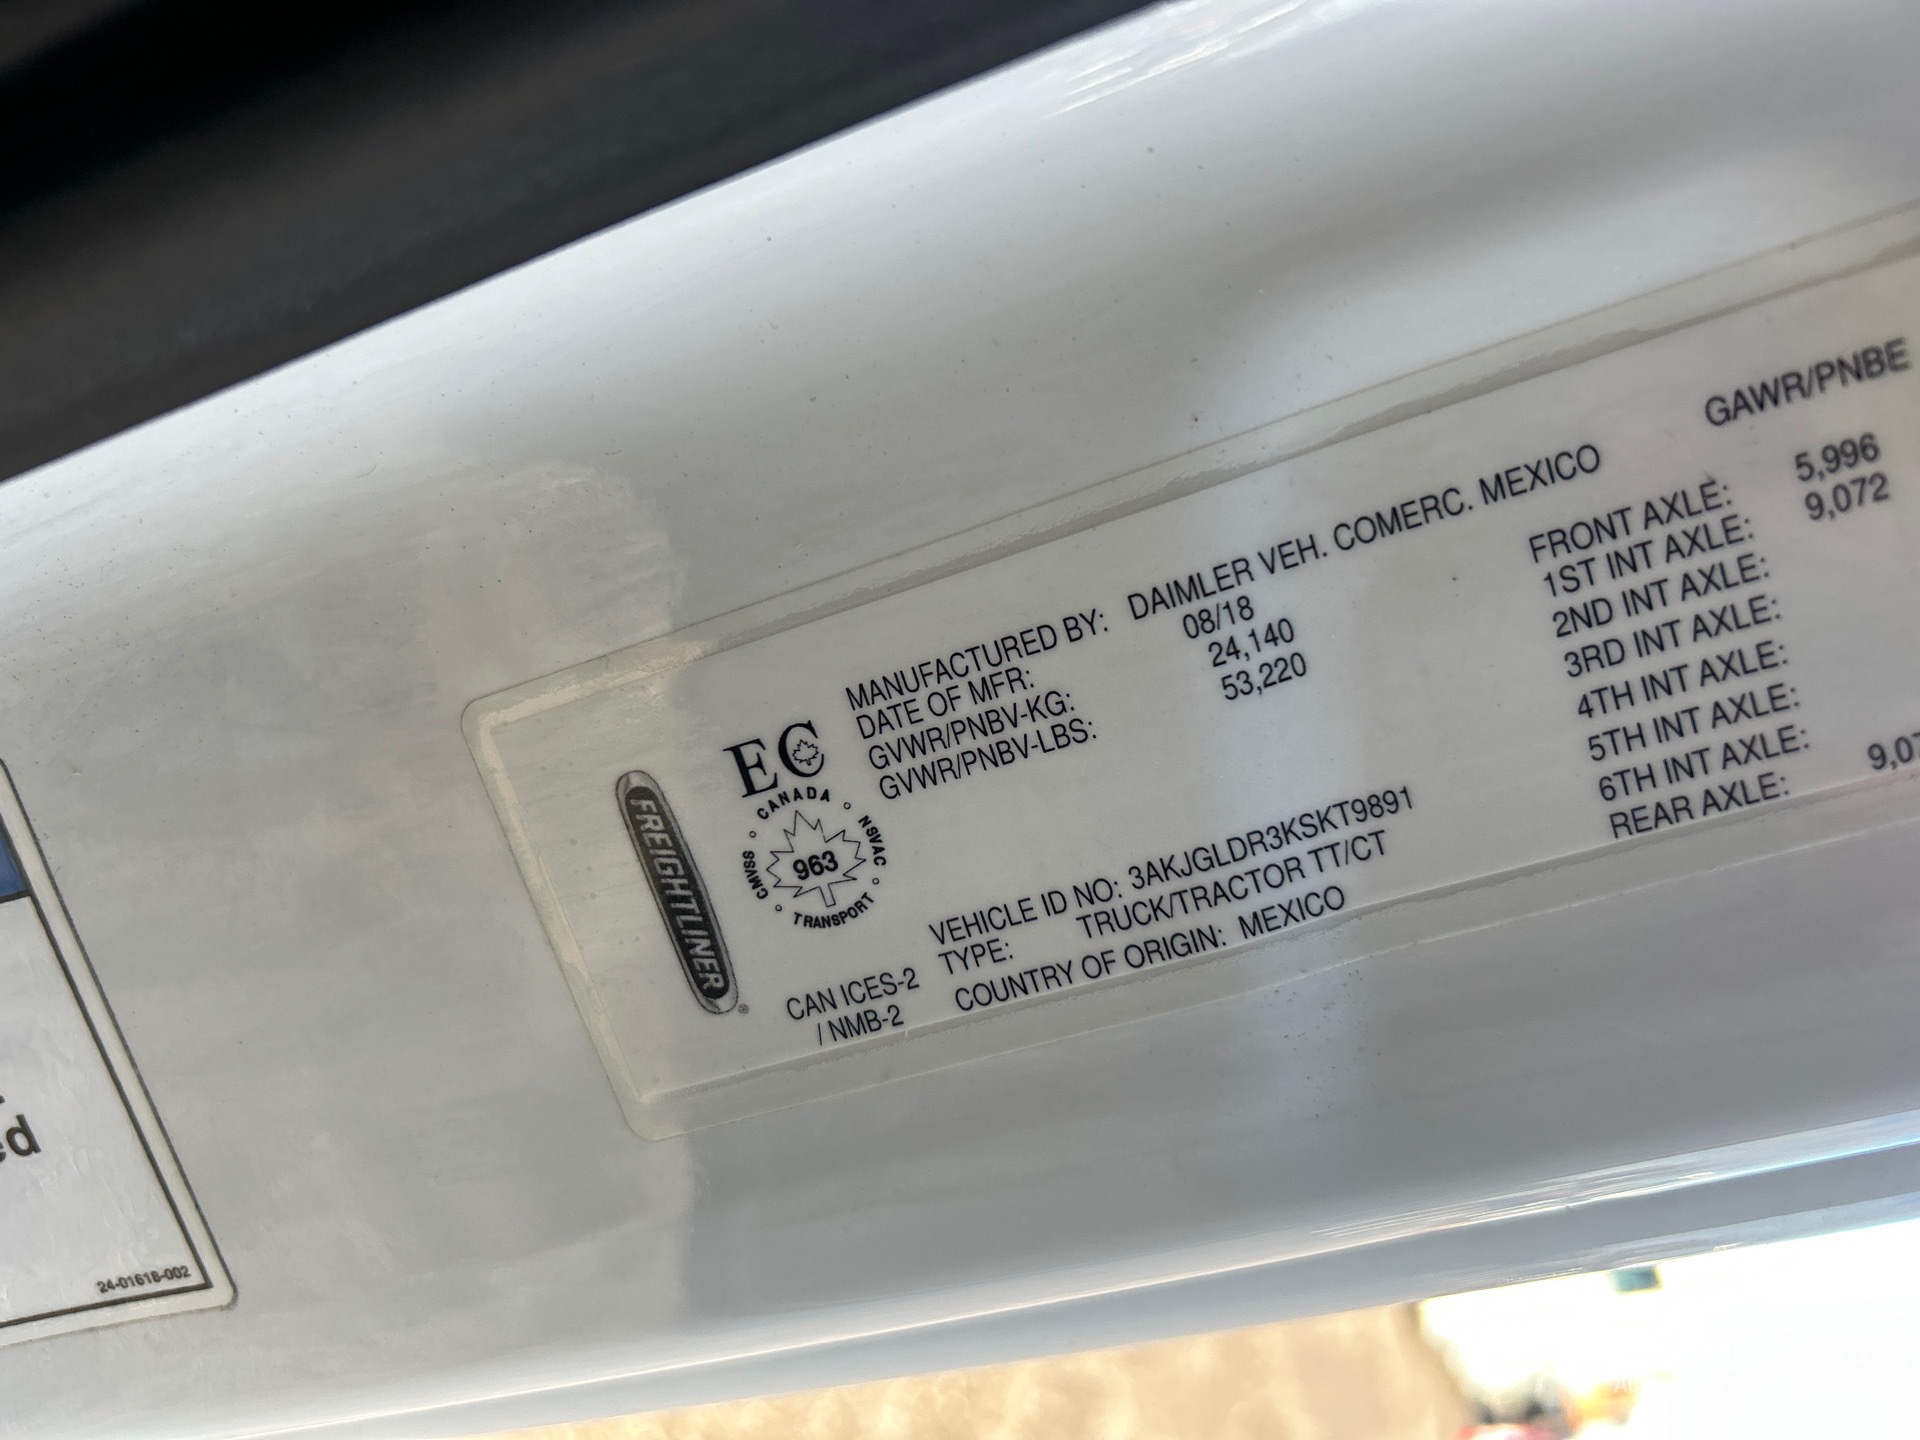 FREIGHTLINER®
EC
CANADA
CMVSS
NSVAC
963
TRANSPORT
CAN ICES-2
/ NMB-2
MANUFACTURED BY: DAIMLER VEH. COMERC. MEXICO
DATE OF MFR: 08/18
GVWR/PNBV-KG: 24,140
GVWR/PNBV-LBS: 53,220
VEHICLE ID NO: 3AKJGLDR3KSKT9891
TYPE: TRUCK/TRACTOR TT/CT
COUNTRY OF ORIGIN: MEXICO
GAWR/PNBE
FRONT AXLE: 5,996
1ST INT AXLE: 9,072
2ND INT AXLE:
3RD INT AXLE:
4TH INT AXLE:
5TH INT AXLE:
6TH INT AXLE:
REAR AXLE: 9,07
ed
24-01618-002